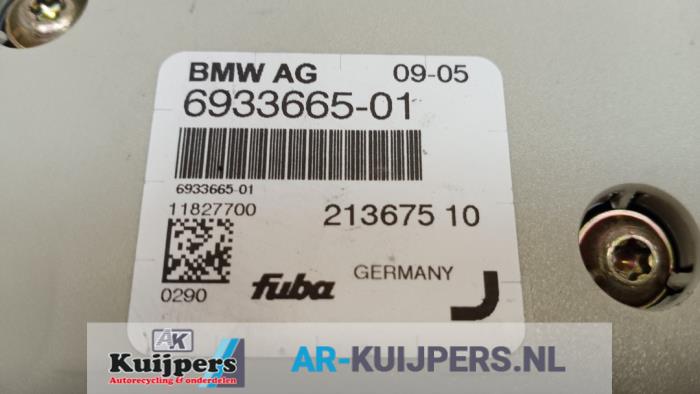 BMW AG 09-05
6933665-01
6933665-01
11827700 213675 10
0290 fuba GERMANY
AK
Kuijpers
Autorecycling & onderdelen
AR-KUIJPERS.NL